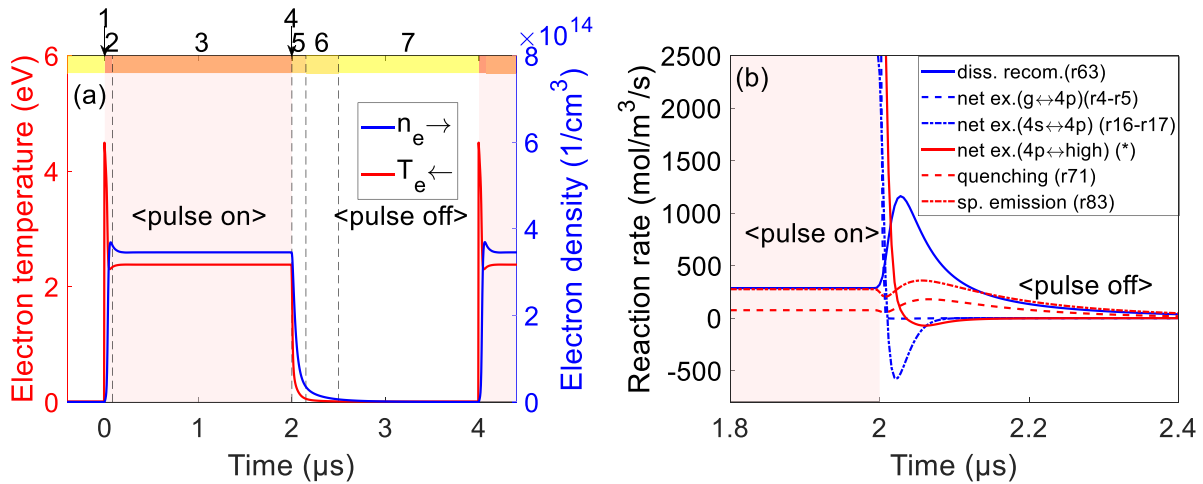 1 4
2 3 5 6 7
×10^14
(a)
6
4
2
0
8
6
4
2
0
n_e→
T_e←
<pulse on>
<pulse off>
Electron temperature (eV)
Electron density (1/cm^3)
0 1 2 3 4
Time (μs)
(b)
2500
2000
1500
1000
500
0
-500
diss. recom.(r63)
net ex.(g↔4p)(r4-r5)
net ex.(4s↔4p) (r16-r17)
net ex.(4p↔high) (*)
quenching (r71)
sp. emission (r83)
<pulse on>
<pulse off>
Reaction rate (mol/m^3/s)
1.8 2 2.2 2.4
Time (μs)